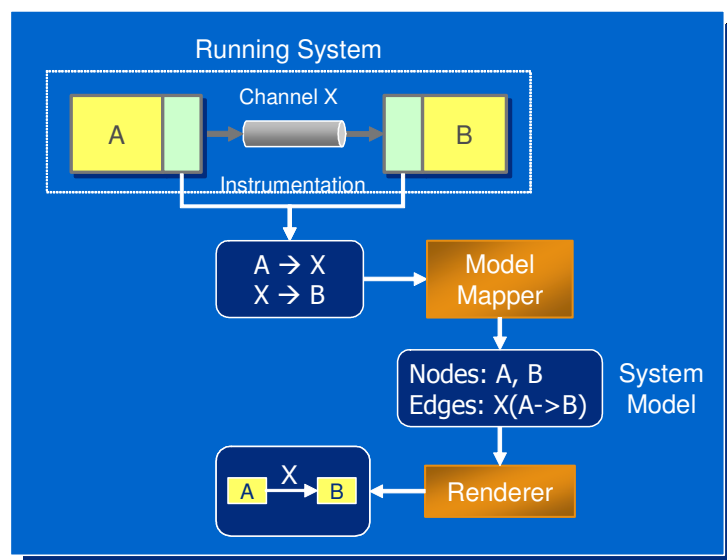 Running System
Channel X
A
B
Instrumentation
A → X
X → B
Model
Mapper
Nodes: A, B
Edges: X(A->B)
System
Model
X
A
B
Renderer